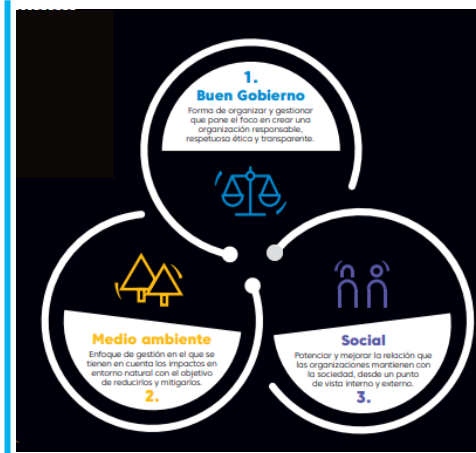 1.
Buen Gobierno
Forma de organizar y gestionar
que pone el foco en crear una
organización responsable,
respetuosa ética y transparente.
Medio ambiente
Enfoque de gestión en el que se
tienen en cuenta los impactos en
entorno natural con el objetivo
de reducirlos y mitigarlos.
2.
Social
Potenciar y mejorar la relación que
las organizaciones mantienen con
la sociedad, desde un punto
de vista interno y externo.
3.